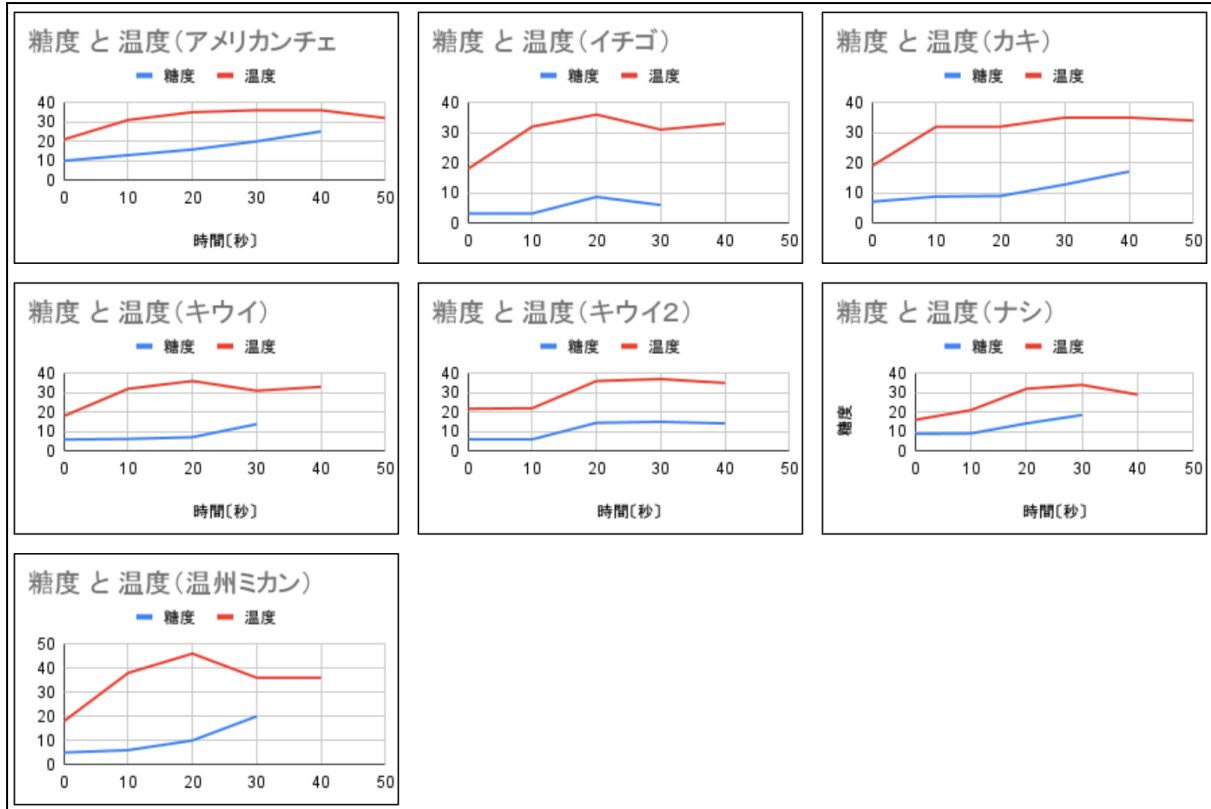 糖度 と 温度(アメリカンチェ
糖度 温度
40
30
20
10
0
0 10 20 30 40 50
時間〔秒〕
糖度 と 温度(イチゴ)
糖度 温度
40
30
20
10
0
0 10 20 30 40 50
糖度 と 温度(カキ)
糖度 温度
40
30
20
10
0
0 10 20 30 40 50
糖度 と 温度(キウイ)
糖度 温度
40
30
20
10
0
0 10 20 30 40 50
時間〔秒〕
糖度 と 温度(キウイ2)
糖度 温度
40
30
20
10
0
0 10 20 30 40 50
時間〔秒〕
糖度 と 温度(ナシ)
糖度 温度
糖度
40
30
20
10
0
0 10 20 30 40 50
時間〔秒〕
糖度 と 温度(温州ミカン)
糖度 温度
50
40
30
20
10
0
0 10 20 30 40 50